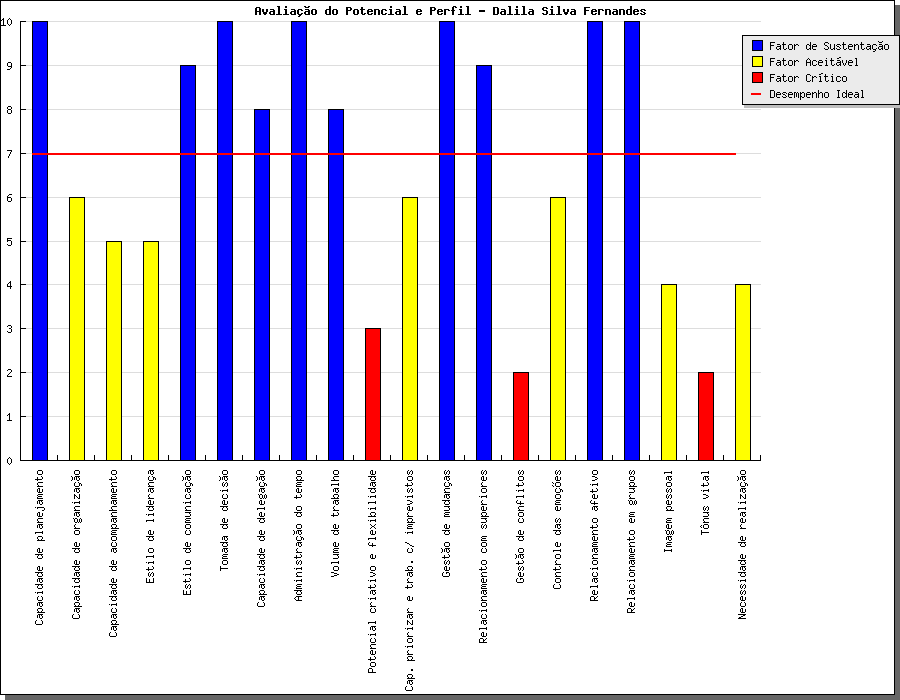 Avaliação do Potencial e Perfil - Dalila Silva Fernandes
Fator de Sustentação
Fator Aceitável
Fator Crítico
Desempenho Ideal
10
9
8
7
6
5
4
3
2
1
0
Capacidade de planejamento
Capacidade de organização
Capacidade de acompanhamento
Estilo de liderança
Estilo de comunicação
Tomada de decisão
Capacidade de delegação
Administração do tempo
Volume de trabalho
Potencial criativo e flexibilidade
Cap. priorizar e trab. c/ imprevistos
Gestão de mudanças
Relacionamento com superiores
Gestão de conflitos
Controle das emoções
Relacionamento afetivo
Relacionamento em grupos
Imagem pessoal
Tônus vital
Necessidade de realização